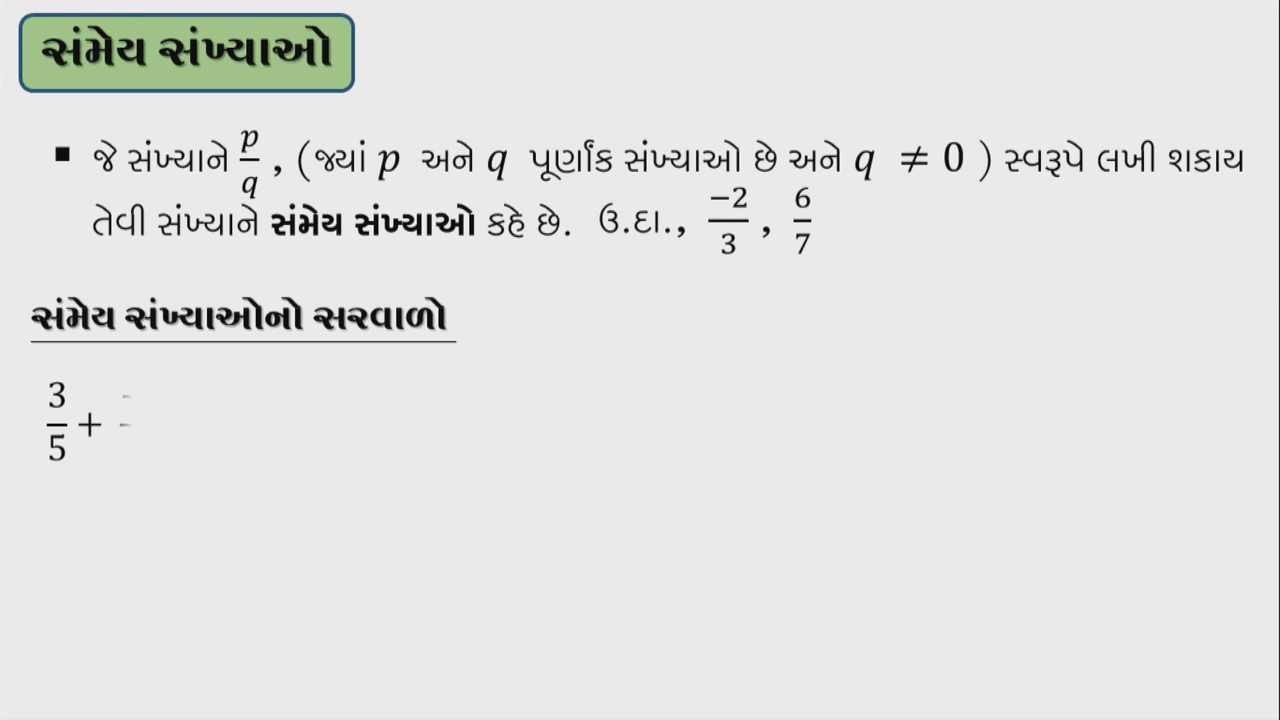 સંમેય સંખ્યાઓ
▪ જે સંખ્યાને p/q , (જ્યાં p અને q પૂર્ણાંક સંખ્યાઓ છે અને q ≠ 0 ) સ્વરૂપે લખી શકાય
તેવી સંખ્યાને સંમેય સંખ્યાઓ કહે છે. ઉ.દા., −2/3 , 6/7
સંમેય સંખ્યાઓનો સરવાળો
3/5 +